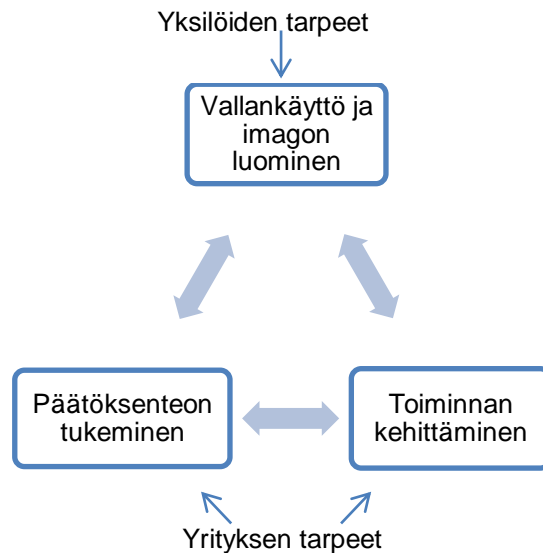 Yksilöiden tarpeet
Vallankäyttö ja
imagon
luominen
Päätöksenteon
tukeminen
Toiminnan
kehittäminen
Yrityksen tarpeet